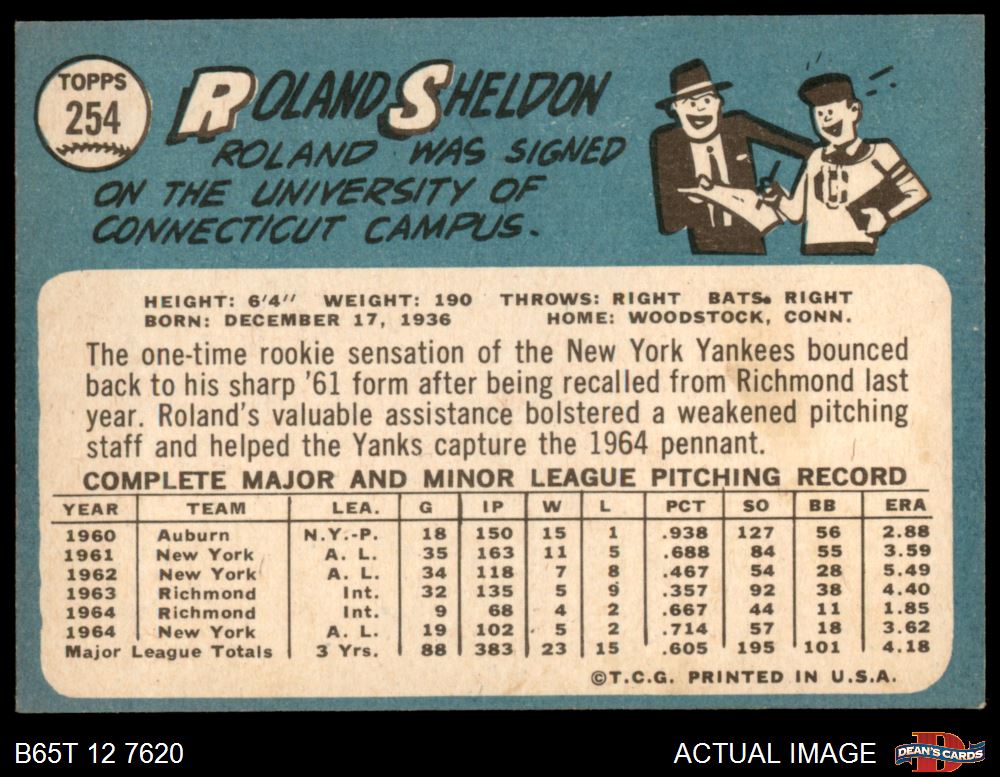 TOPPS
254
ROLAND SHELDON
ROLAND WAS SIGNED
ON THE UNIVERSITY OF
CONNECTICUT CAMPUS.
C
HEIGHT: 6'4" WEIGHT: 190 THROWS: RIGHT BATS. RIGHT
BORN: DECEMBER 17, 1936 HOME: WOODSTOCK, CONN.
The one-time rookie sensation of the New York Yankees bounced
back to his sharp '61 form after being recalled from Richmond last
year. Roland's valuable assistance bolstered a weakened pitching
staff and helped the Yanks capture the 1964 pennant.
COMPLETE MAJOR AND MINOR LEAGUE PITCHING RECORD
YEAR TEAM LEA. G IP W L PCT SO BB ERA
1960 Auburn N.Y.-P. 18 150 15 1 .938 127 56 2.88
1961 New York A. L. 35 163 11 5 .688 84 55 3.59
1962 New York A. L. 34 118 7 8 .467 54 28 5.49
1963 Richmond Int. 32 135 5 9 .357 92 38 4.40
1964 Richmond Int. 9 68 4 2 .667 44 11 1.85
1964 New York A. L. 19 102 5 2 .714 57 18 3.62
Major League Totals 3 Yrs. 88 383 23 15 .605 195 101 4.18
©T.C.G. PRINTED IN U.S.A.
B65T 12 7620 ACTUAL IMAGE
D
DEAN'S CARDS